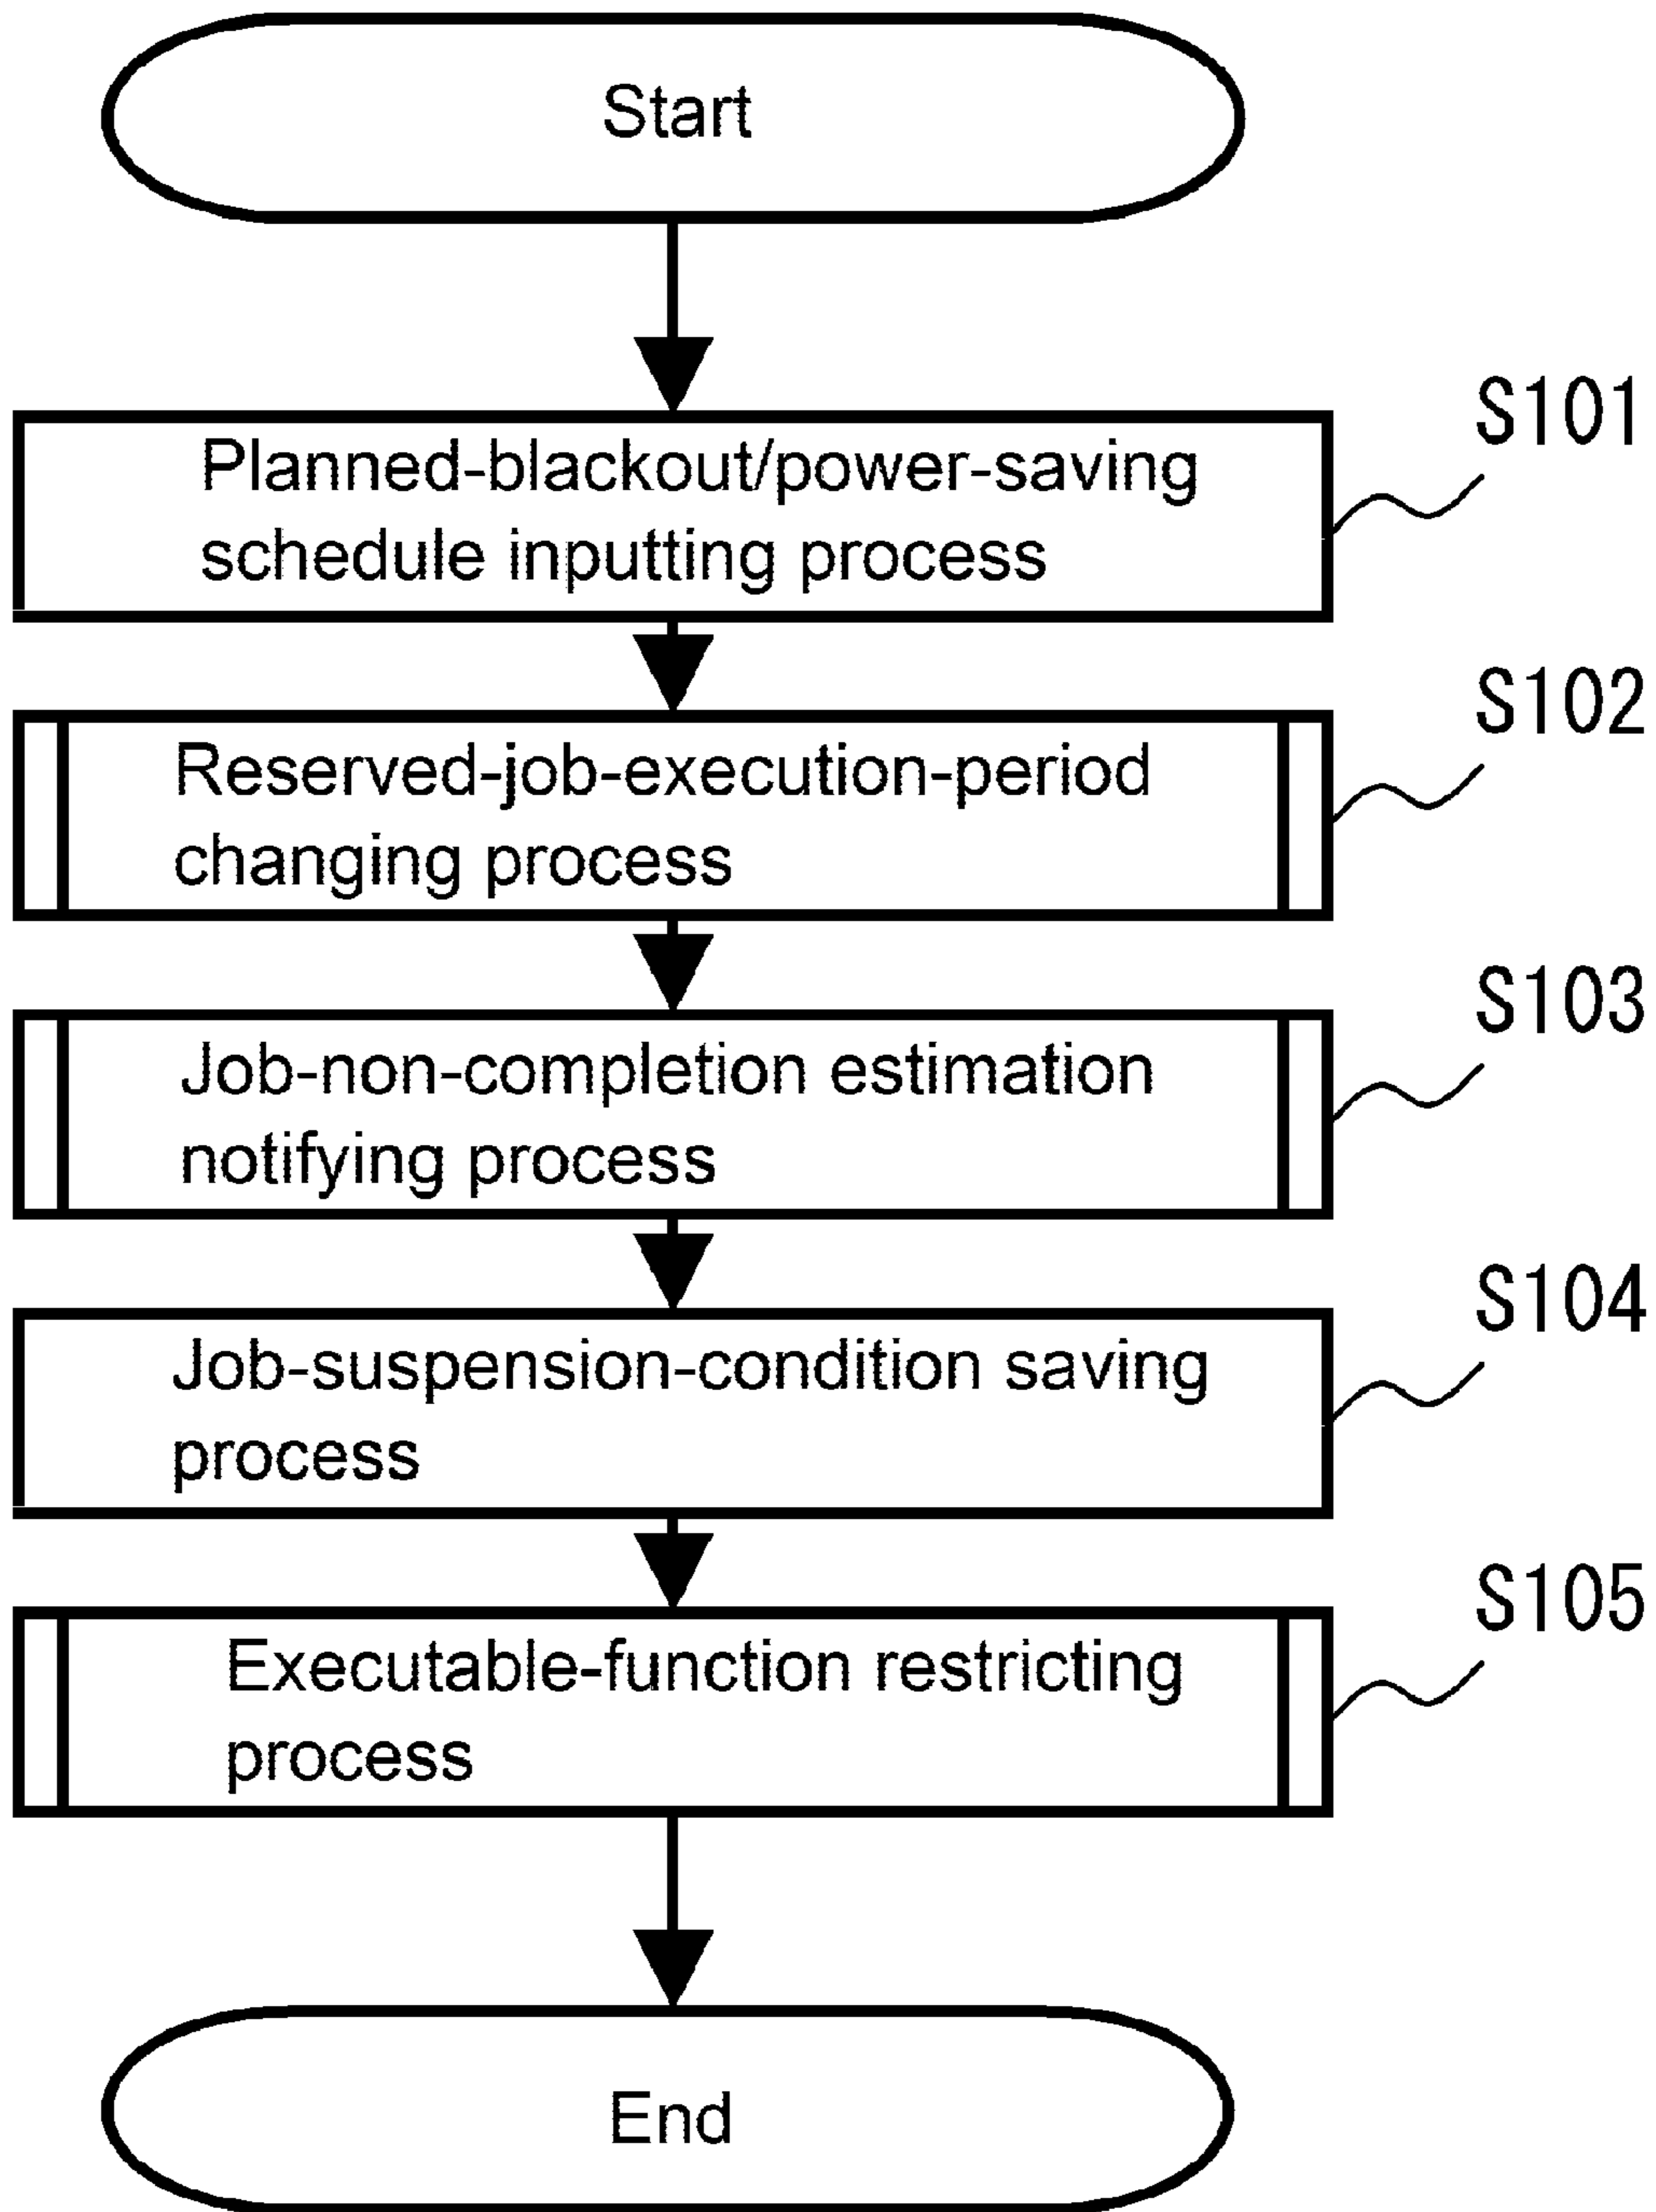 Start
S101
Planned-blackout/power-saving
schedule inputting process
S102
Reserved-job-execution-period
changing process
S103
Job-non-completion estimation
notifying process
S104
Job-suspension-condition saving
process
S105
Executable-function restricting
process
End